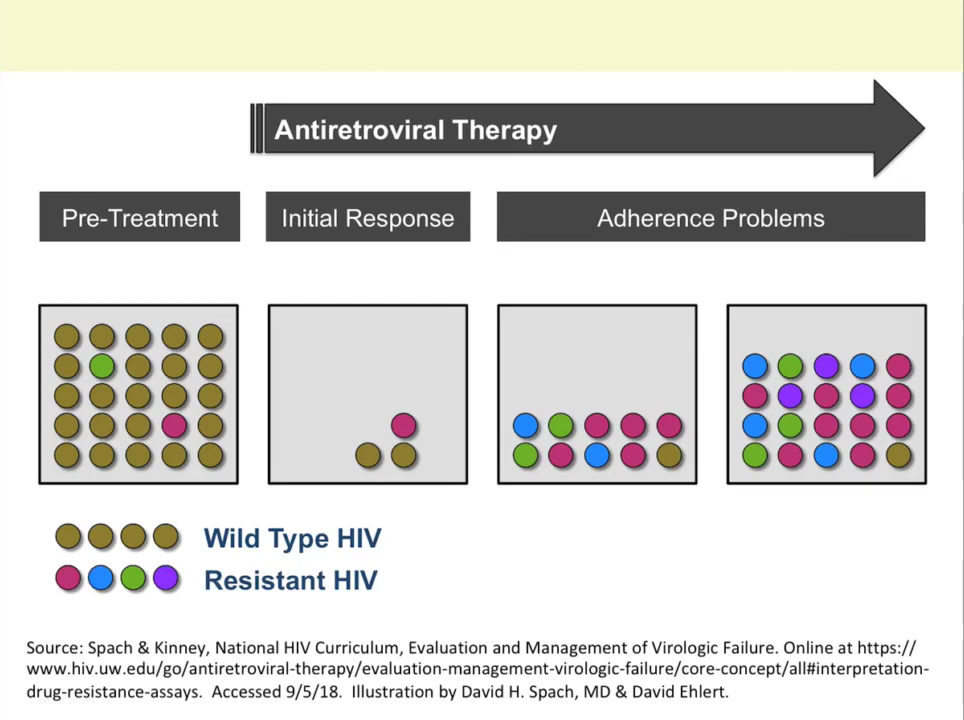 Antiretroviral Therapy
Pre-Treatment
Initial Response
Adherence Problems
Wild Type HIV
Resistant HIV
Source: Spach & Kinney, National HIV Curriculum, Evaluation and Management of Virologic Failure. Online at https://
www.hiv.uw.edu/go/antiretroviral-therapy/evaluation-management-virologic-failure/core-concept/all#interpretation-
drug-resistance-assays.  Accessed 9/5/18.  Illustration by David H. Spach, MD & David Ehlert.